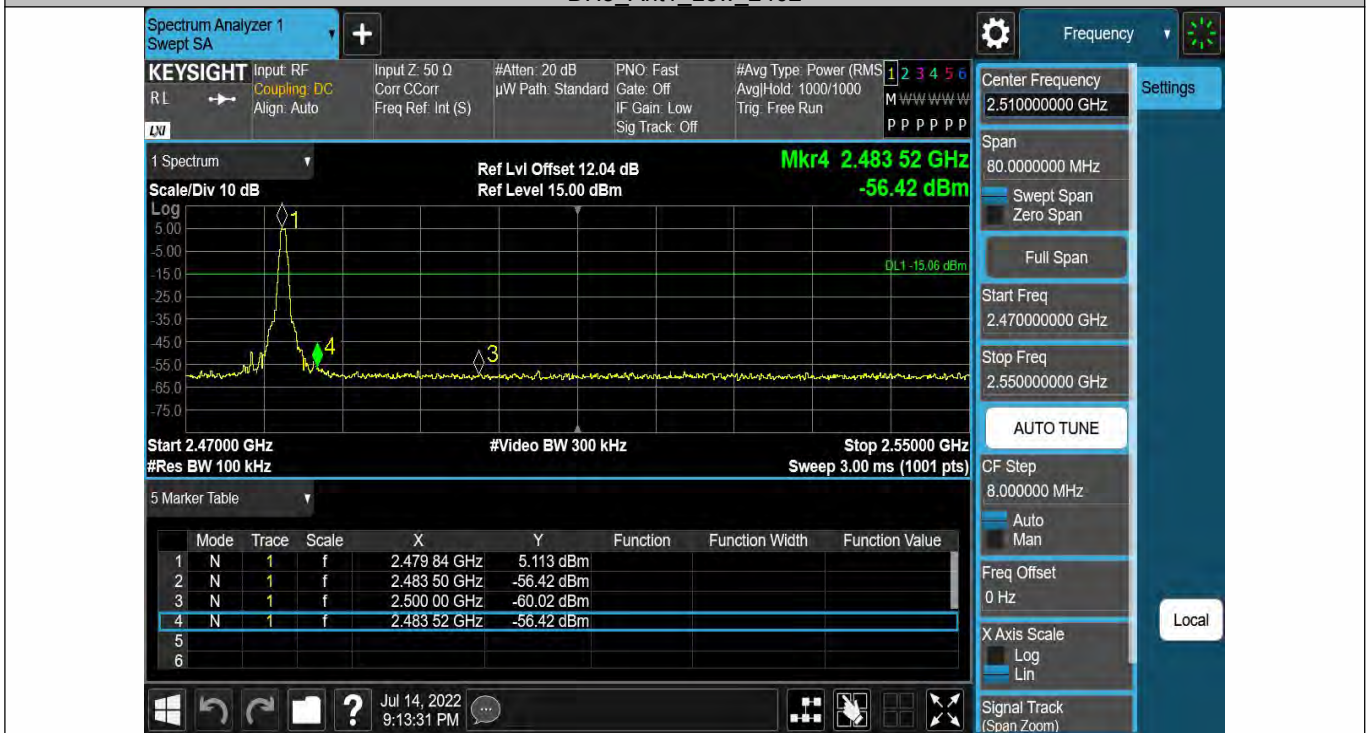 Spectrum Analyzer 1
Swept SA
+
Frequency
KEYSIGHT
RL
LXI
Input: RF
Coupling: DC
Align: Auto
Input Z: 50 Ω
Corr CCorr
Freq Ref: Int (S)
#Atten: 20 dB
µW Path: Standard
PNO: Fast
Gate: Off
IF Gain: Low
Sig Track: Off
#Avg Type: Power (RMS
Avg|Hold: 1000/1000
Trig: Free Run
1 2 3 4 5 6
M W W W W W
P P P P P P
1 Spectrum
Scale/Div 10 dB
Ref Lvl Offset 12.04 dB
Ref Level 15.00 dBm
Mkr4 2.483 52 GHz
-56.42 dBm
Log
5.00
-5.00
-15.0
-25.0
-35.0
-45.0
-55.0
-65.0
-75.0
1
4
3
DL1 -15.06 dBm
Start 2.47000 GHz
#Video BW 300 kHz
Stop 2.55000 GHz
#Res BW 100 kHz
Sweep 3.00 ms (1001 pts)
5 Marker Table
Mode Trace Scale X Y Function Function Width Function Value
1 N 1 f 2.479 84 GHz 5.113 dBm
2 N 1 f 2.483 50 GHz -56.42 dBm
3 N 1 f 2.500 00 GHz -60.02 dBm
4 N 1 f 2.483 52 GHz -56.42 dBm
5
6
?
Jul 14, 2022
9:13:31 PM
Center Frequency
2.510000000 GHz
Settings
Span
80.0000000 MHz
Swept Span
Zero Span
Full Span
Start Freq
2.470000000 GHz
Stop Freq
2.550000000 GHz
AUTO TUNE
CF Step
8.000000 MHz
Auto
Man
Freq Offset
0 Hz
Local
X Axis Scale
Log
Lin
Signal Track
(Span Zoom)